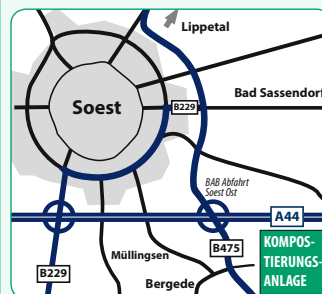 Lippetal
Bad Sassendorf
B229
Soest
BAB Abfahrt
Soest Ost
A44
KOMPOS-
TIERUNGS-
ANLAGE
B475
Müllingsen
B229
Bergede